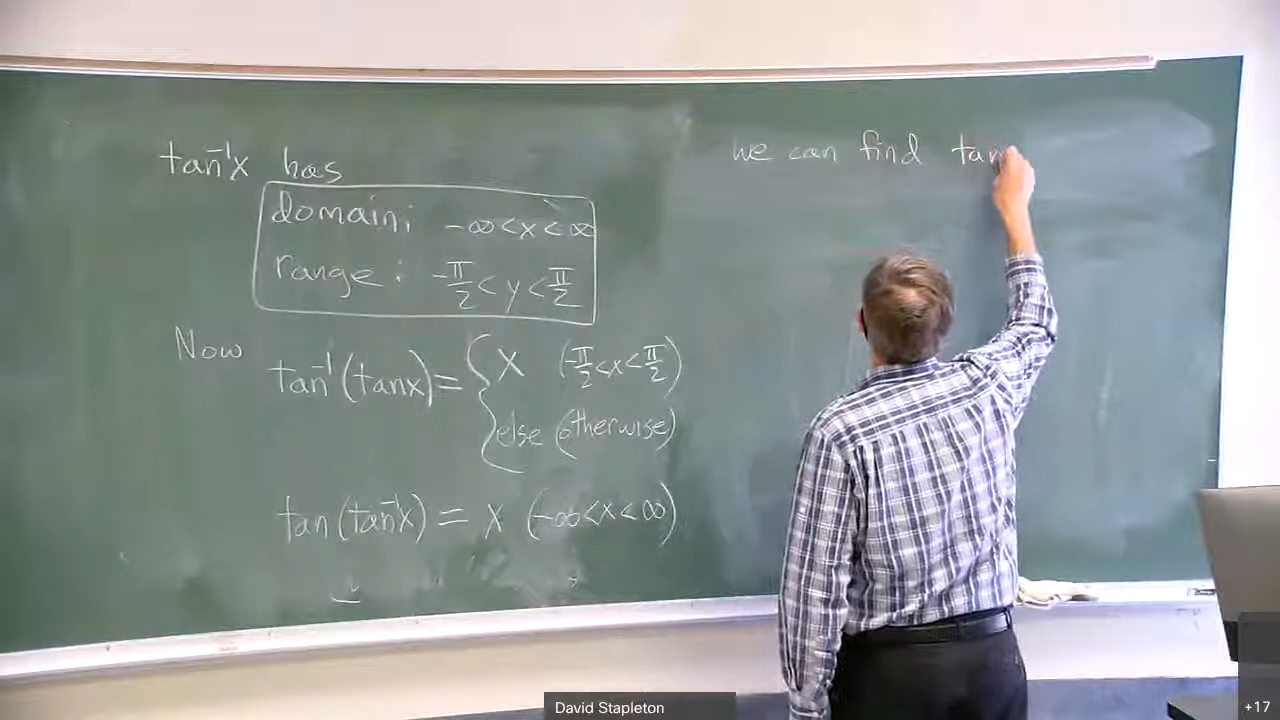 tan⁻¹x has
domain: -∞<x<∞
range: -π/2<y<π/2
Now
tan⁻¹(tanx)= { x (-π/2<x<π/2)
else (otherwise)
tan(tan⁻¹x) = x (-∞<x<∞)
we can find tan
David Stapleton
+17